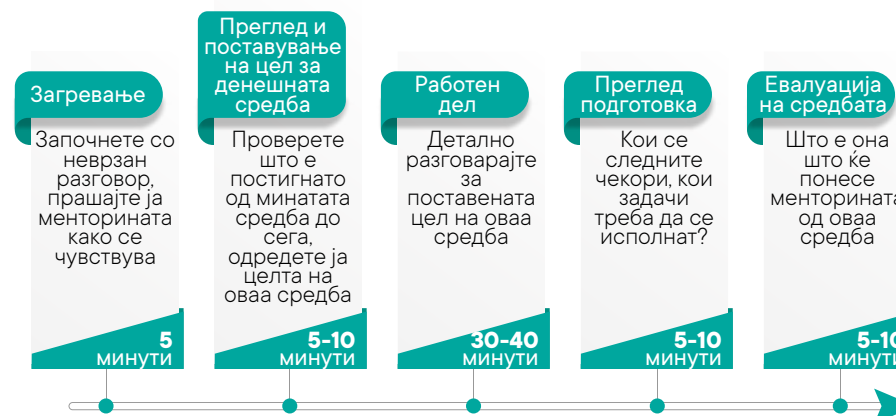 Загревање
Започнете со
неврзан
разговор,
прашајте ја
менторината
како се
чувствува
5
минути
Преглед и
поставување
на цел за
денешната
средба
Проверете
што е
постигнато
од минатата
средба до
сега,
одредете ја
целта на
оваа средба
5-10
минути
Работен
дел
Детално
разговарајте
за
поставената
цел на оваа
средба
30-40
минути
Преглед
подготовка
Кои се
следните
чекори, кои
задачи
треба да се
исполнат?
5-10
минути
Евалуација
на средбата
Што е она
што ќе
понесе
менторината
од оваа
средба
5-10
минути